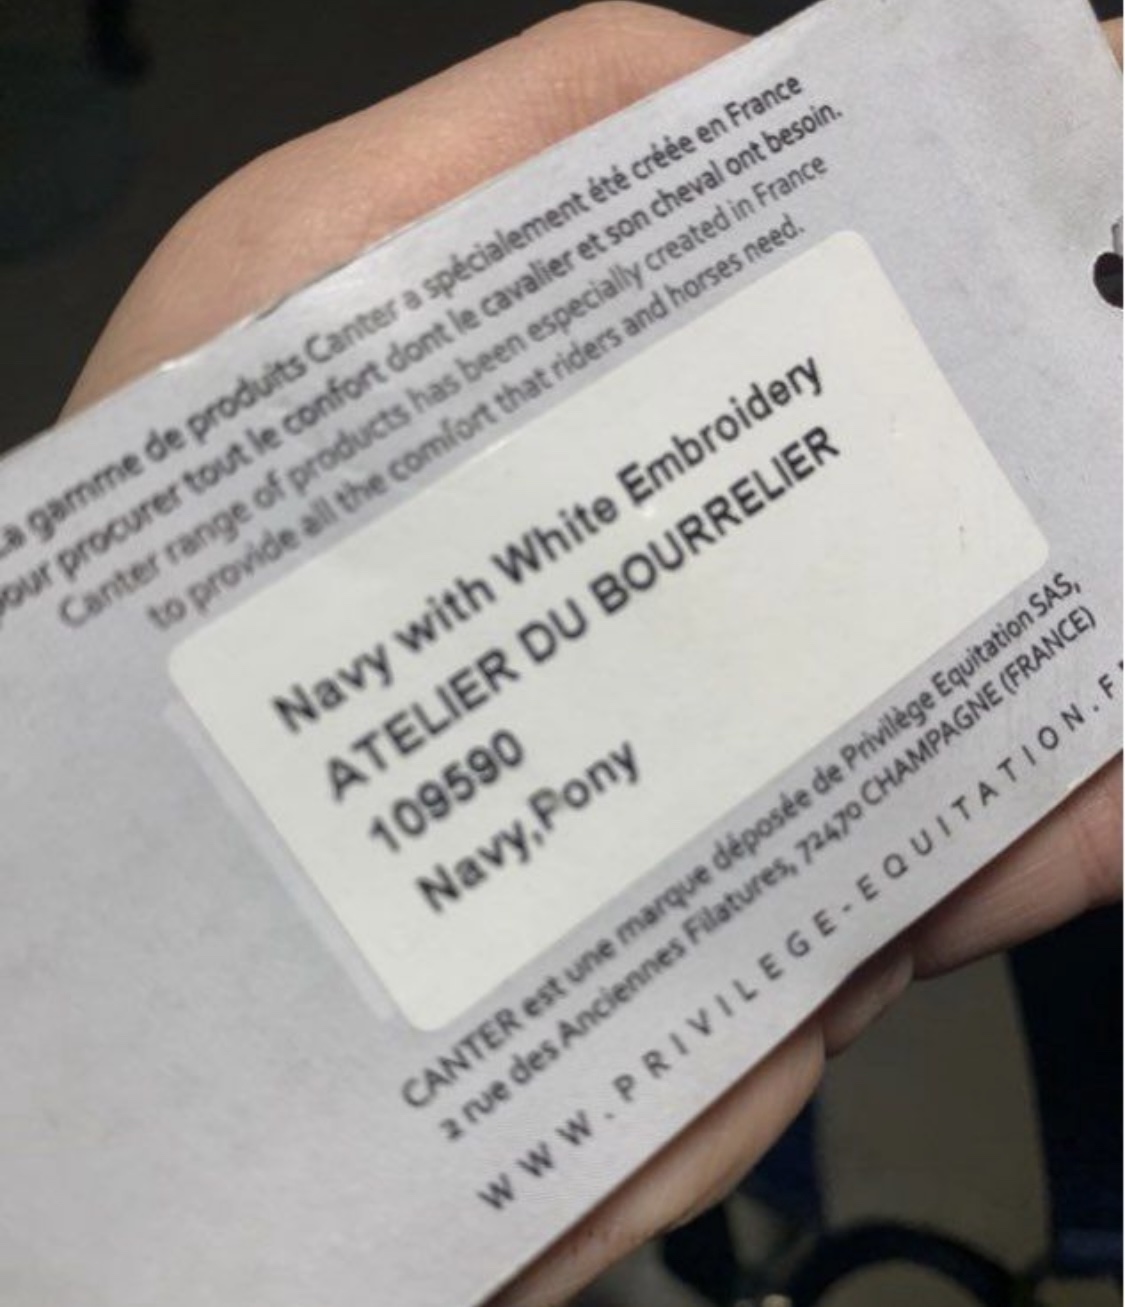 La gamme de produits Canter a spécialement été créée en France
pour procurer tout le confort dont le cavalier et son cheval ont besoin.
Canter range of products has been especially created in France
to provide all the comfort that riders and horses need.
Navy with White Embroidery
ATELIER DU BOURRELIER
109590
Navy,Pony
CANTER est une marque déposée de Privilège Equitation SAS,
2 rue des Anciennes Filatures, 72470 CHAMPAGNE (FRANCE)
WWW.PRIVILEGE-EQUITATION.F